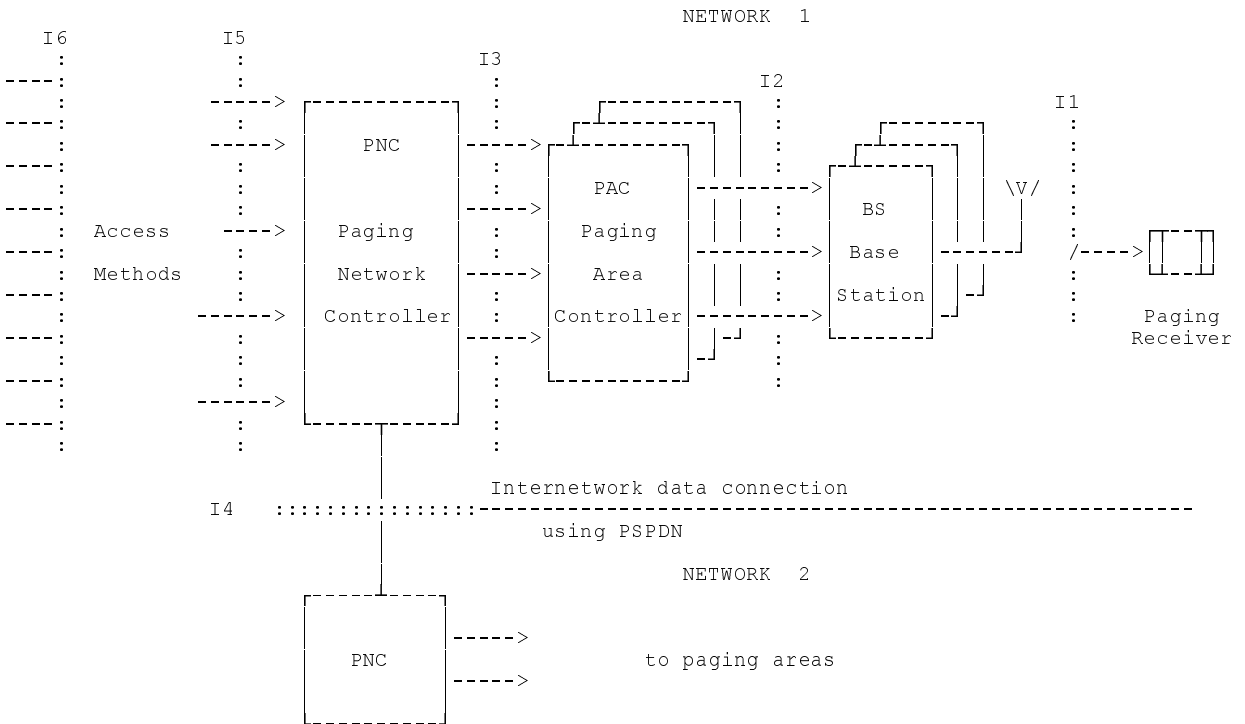 NETWORK 1
I6
I5
I3
I2
I1
PNC
Paging
Network
Controller
Access
Methods
PAC
Paging
Area
Controller
BS
Base
Station
\V/
Paging
Receiver
Internetwork data connection
I4
using PSPDN
NETWORK 2
PNC
to paging areas